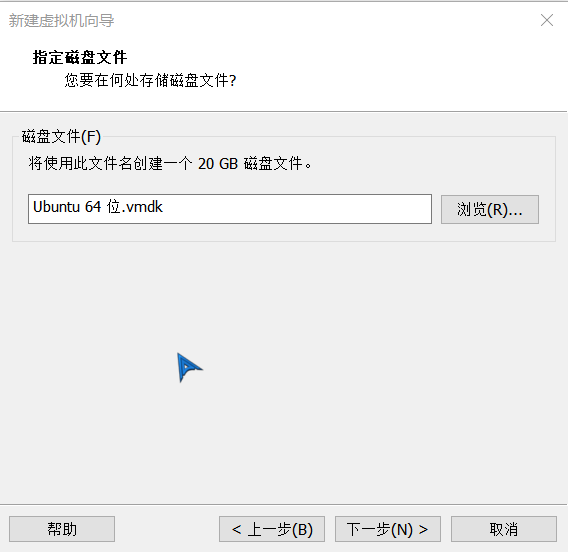 新建虚拟机向导
指定磁盘文件
您要在何处存储磁盘文件?
磁盘文件(F)
将使用此文件名创建一个 20 GB 磁盘文件。
Ubuntu 64 位.vmdk
浏览(R)...
帮助
< 上一步(B)
下一步(N) >
取消